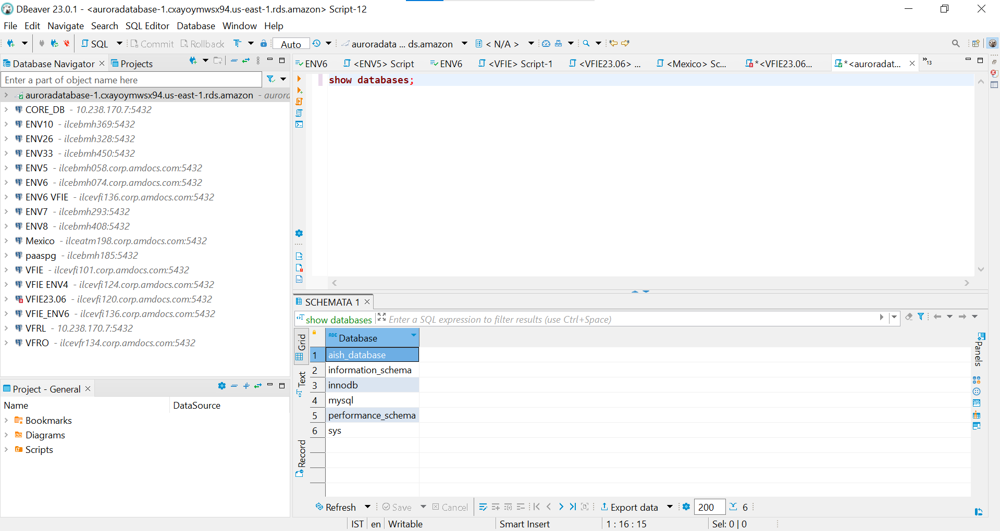 DBeaver 23.0.1 - <auroradatabase-1.cxayoymwsx94.us-east-1.rds.amazon> Script-12
File Edit Navigate Search SQL Editor Database Window Help
SQL Commit Rollback Auto auroradata ... ds.amazon < N/A >
Database Navigator Projects
Enter a part of object name here
auroradatabase-1.cxayoymwsx94.us-east-1.rds.amazon - aurora
CORE_DB - 10.238.170.7:5432
ENV10 - ilcebmh369:5432
ENV26 - ilcebmh328:5432
ENV33 - ilcebmh450:5432
ENV5 - ilcebmh058.corp.amdocs.com:5432
ENV6 - ilcebmh074.corp.amdocs.com:5432
ENV6 VFIE - ilcevfi136.corp.amdocs.com:5432
ENV7 - ilcebmh293:5432
ENV8 - ilcebmh408:5432
Mexico - ilceatm198.corp.amdocs.com:5432
paaspg - ilcebmh185:5432
VFIE - ilcevfi101.corp.amdocs.com:5432
VFIE ENV4 - ilcevfi124.corp.amdocs.com:5432
VFIE23.06 - ilcevfi120.corp.amdocs.com:5432
VFIE_ENV6 - ilcevfi136.corp.amdocs.com:5432
VFRL - 10.238.170.7:5432
VFRO - ilcevfr134.corp.amdocs.com:5432
Project - General
Name DataSource
Bookmarks
Diagrams
Scripts
ENV6 <ENV5> Script ENV6 <VFIE> Script-1 <VFIE23.06> ... <Mexico> Sc... *<VFIE23.06... *<auroradat... »13
show databases;
SCHEMATA 1
show databases Enter a SQL expression to filter results (use Ctrl+Space)
Grid
Text
Record
ABC Database
1 aish_database
2 information_schema
3 innodb
4 mysql
5 performance_schema
6 sys
Panels
Refresh Save Cancel Export data 200 6
IST en Writable Smart Insert 1 : 16 : 15 Sel: 0 | 0